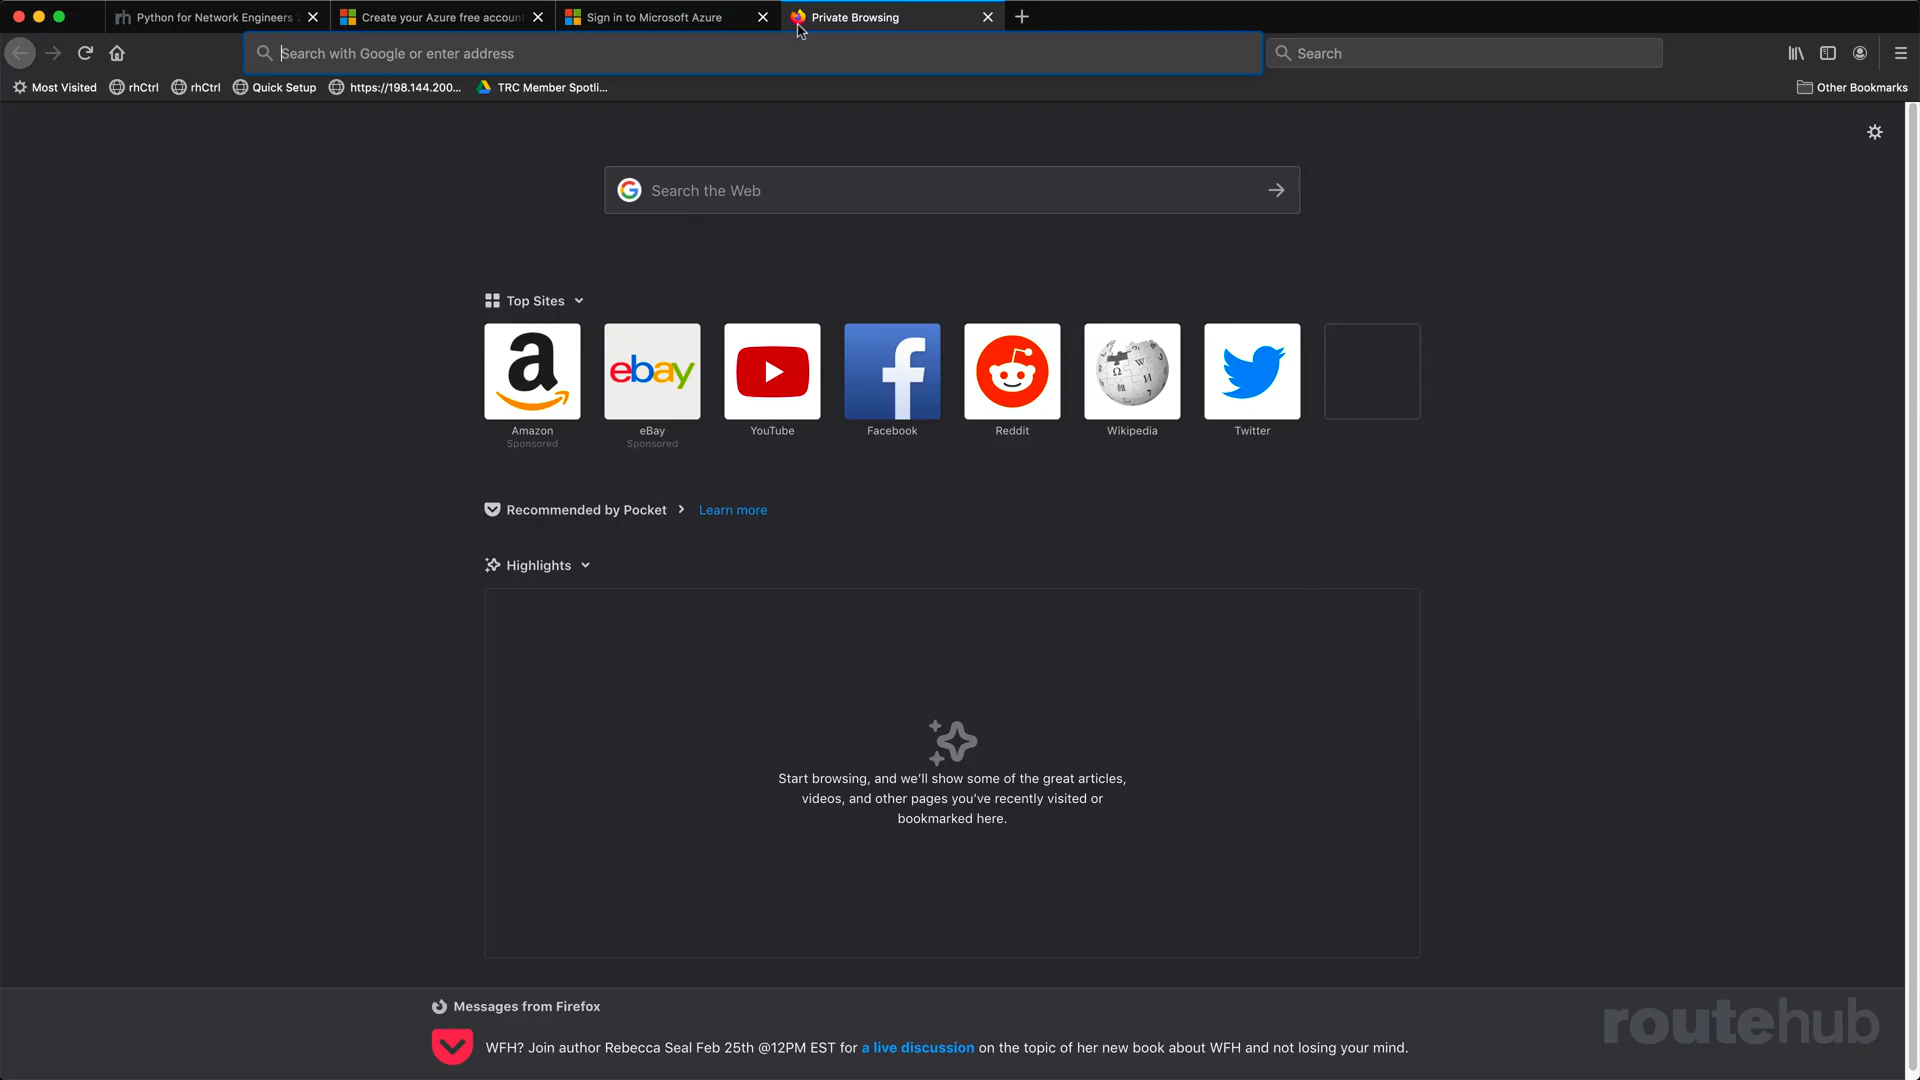 Python for Network Engineers
Create your Azure free accoun
Sign in to Microsoft Azure
Private Browsing
Search with Google or enter address
Search
Most Visited
rhCtrl
rhCtrl
Quick Setup
https://198.144.200...
TRC Member Spotli...
Other Bookmarks
Search the Web
Top Sites
a
ebay
Amazon
Sponsored
eBay
Sponsored
YouTube
Facebook
Reddit
Wikipedia
Twitter
Recommended by Pocket
Learn more
Highlights
Start browsing, and we'll show some of the great articles,
videos, and other pages you've recently visited or
bookmarked here.
Messages from Firefox
WFH? Join author Rebecca Seal Feb 25th @12PM EST for a live discussion on the topic of her new book about WFH and not losing your mind.
routehub